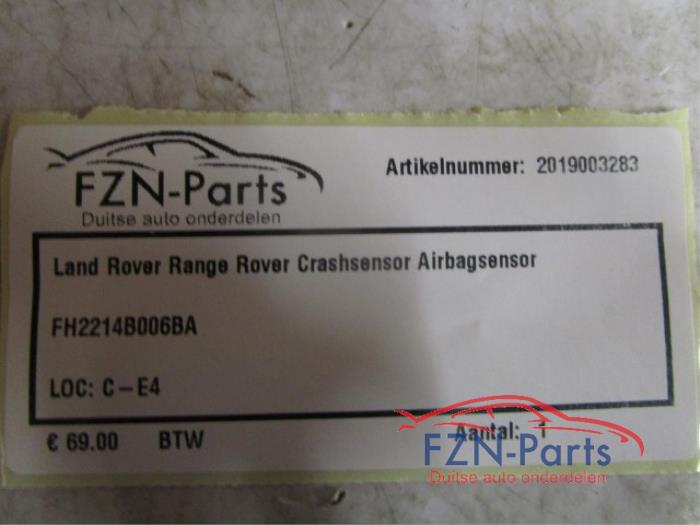 FZN-Parts
Duitse auto onderdelen
Artikelnummer: 2019003283
Land Rover Range Rover Crashsensor Airbagsensor
FH2214B006BA
LOC: C-E4
€ 69.00 BTW Aantal: 1
FZN-Parts
Duitse auto onderdelen